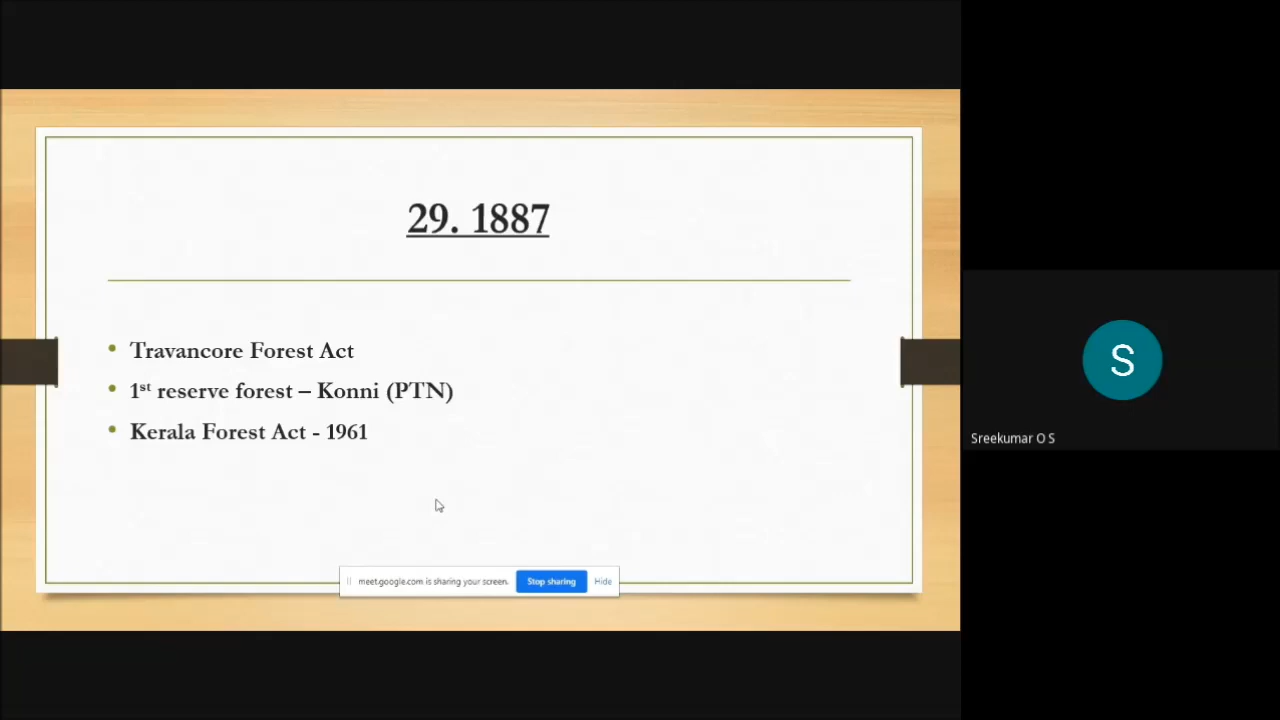 29. 1887
• Travancore Forest Act
• 1st reserve forest – Konni (PTN)
• Kerala Forest Act - 1961
meet.google.com is sharing your screen. Stop sharing Hide
S
Sreekumar O S